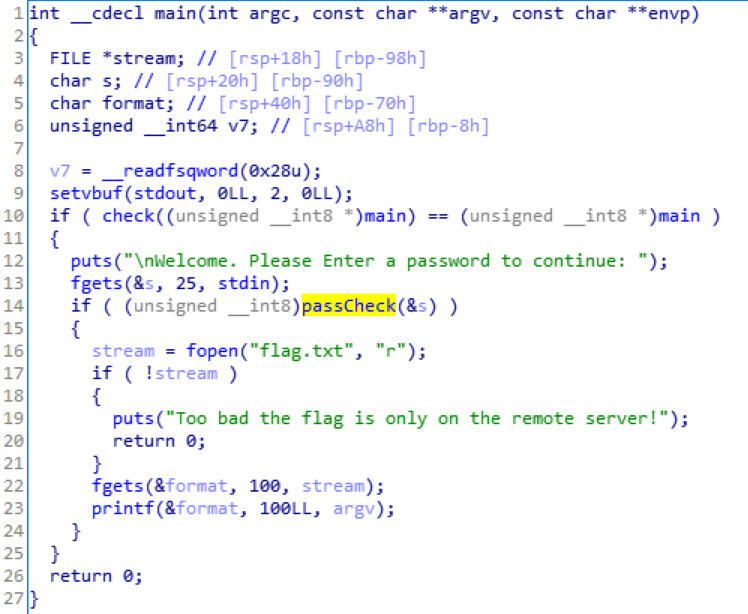 1 int __cdecl main(int argc, const char **argv, const char **envp)
2 {
3   FILE *stream; // [rsp+18h] [rbp-98h]
4   char s; // [rsp+20h] [rbp-90h]
5   char format; // [rsp+40h] [rbp-70h]
6   unsigned __int64 v7; // [rsp+A8h] [rbp-8h]
7
8   v7 = __readfsqword(0x28u);
9   setvbuf(stdout, 0LL, 2, 0LL);
10   if ( check((unsigned __int8 *)main) == (unsigned __int8 *)main )
11   {
12     puts("\nWelcome. Please Enter a password to continue: ");
13     fgets(&s, 25, stdin);
14     if ( (unsigned __int8)passCheck(&s) )
15     {
16       stream = fopen("flag.txt", "r");
17       if ( !stream )
18       {
19         puts("Too bad the flag is only on the remote server!");
20         return 0;
21       }
22       fgets(&format, 100, stream);
23       printf(&format, 100LL, argv);
24     }
25   }
26   return 0;
27 }